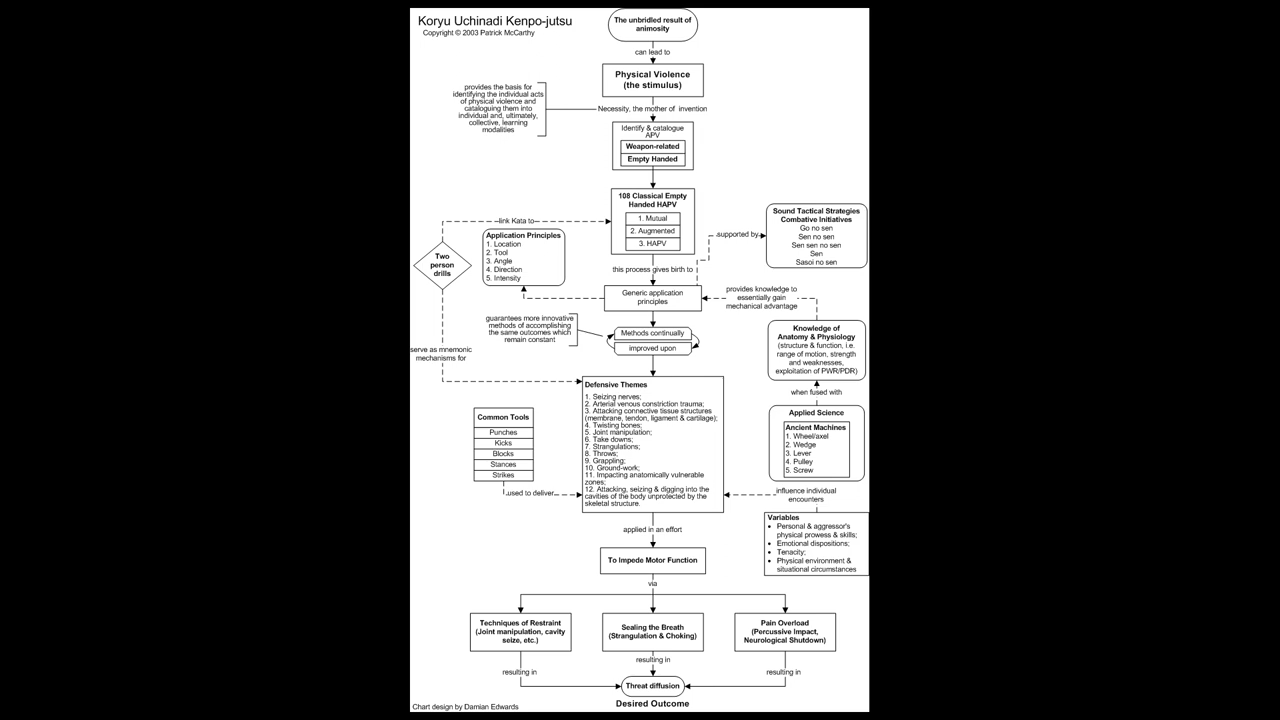 Koryu Uchinadi Kenpo-jutsu
Copyright © 2003 Patrick McCarthy
The unbridled result of
animosity
can lead to
Physical Violence
(the stimulus)
provides the basis for
identifying the individual acts
of physical violence and
cataloguing them into
individual and, ultimately,
collective, learning
modalities
Necessity, the mother of invention
Identify & catalogue
APV
Weapon-related
Empty Handed
108 Classical Empty
Handed HAPV
1. Mutual
2. Augmented
3. HAPV
link Kata to
Two
person
drills
Application Principles
1. Location
2. Tool
3. Angle
4. Direction
5. Intensity
supported by
Sound Tactical Strategies
Combative Initiatives
Go no sen
Sen no sen
Sen sen no sen
Sen
Sasoi no sen
this process gives birth to
Generic application
principles
provides knowledge to
essentially gain
mechanical advantage
guarantees more innovative
methods of accomplishing
the same outcomes which
remain constant
Methods continually
improved upon
Knowledge of
Anatomy & Physiology
(structure & function, i.e.
range of motion, strength
and weaknesses,
exploitation of PWR/PDR)
serve as mnemonic
mechanisms for
when fused with
Defensive Themes
1. Seizing nerves;
2. Arterial venous constriction trauma;
3. Attacking connective tissue structures
(membrane, tendon, ligament & cartilage);
4. Twisting bones;
5. Joint manipulation;
6. Take downs;
7. Strangulations;
8. Throws;
9. Grappling;
10. Ground-work;
11. Impacting anatomically vulnerable
zones;
12. Attacking, seizing & digging into the
cavities of the body unprotected by the
skeletal structure.
Common Tools
Punches
Kicks
Blocks
Stances
Strikes
used to deliver
Applied Science
Ancient Machines
1. Wheel/axel
2. Wedge
3. Lever
4. Pulley
5. Screw
influence individual
encounters
Variables
• Personal & aggressor's
physical prowess & skills;
• Emotional dispositions;
• Tenacity;
• Physical environment &
situational circumstances
applied in an effort
To Impede Motor Function
via
Techniques of Restraint
(Joint manipulation, cavity
seize, etc.)
Sealing the Breath
(Strangulation & Choking)
Pain Overload
(Percussive Impact,
Neurological Shutdown)
resulting in
resulting in
resulting in
Threat diffusion
Desired Outcome
Chart design by Damian Edwards